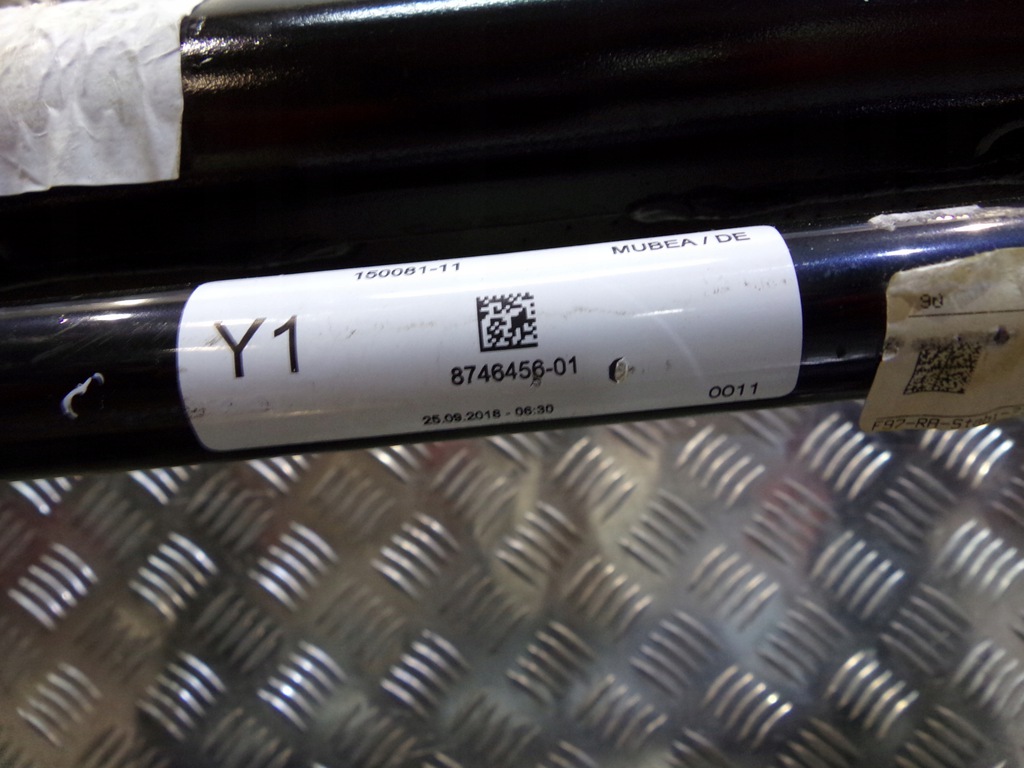 150081-11
MUBEA / DE
Y1
8746456-01
0011
25.09.2018 - 06:30